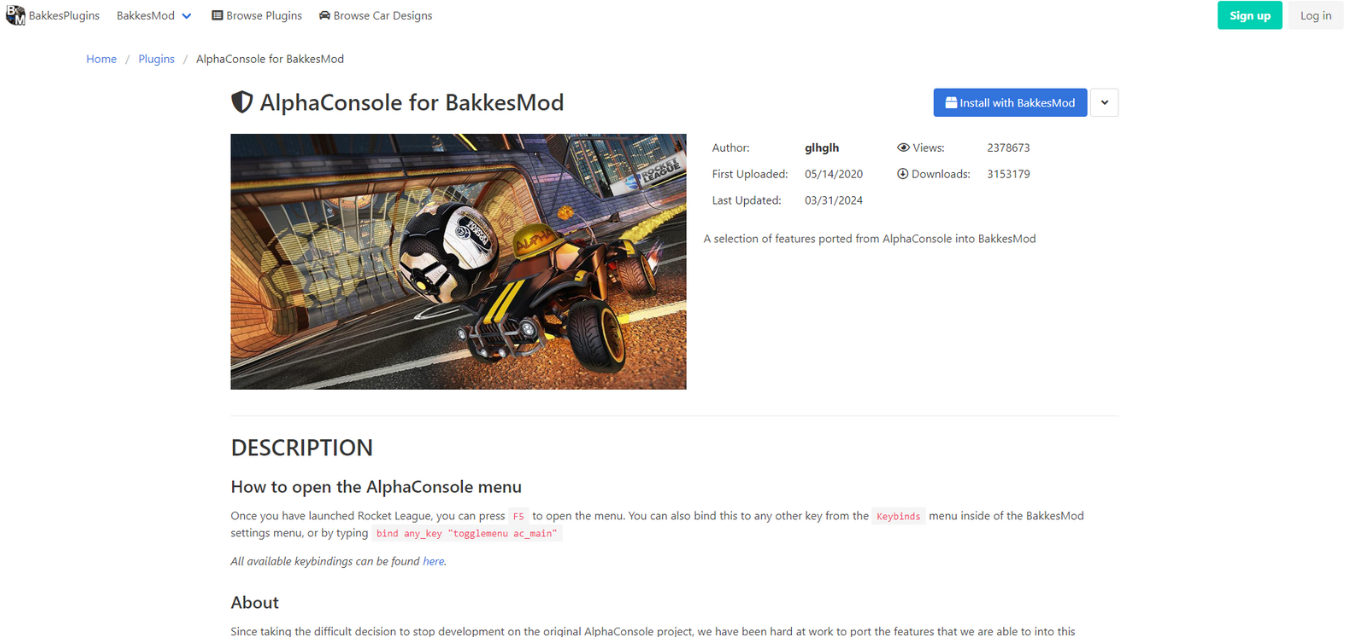 BakkesPlugins BakkesMod Browse Plugins Browse Car Designs Sign up Log in
Home / Plugins / AlphaConsole for BakkesMod
AlphaConsole for BakkesMod
Install with BakkesMod
ROCKET LEAGUE
ALPHA
Author: glhglh Views: 2378673
First Uploaded: 05/14/2020 Downloads: 3153179
Last Updated: 03/31/2024
A selection of features ported from AlphaConsole into BakkesMod
DESCRIPTION
How to open the AlphaConsole menu
Once you have launched Rocket League, you can press F5 to open the menu. You can also bind this to any other key from the Keybinds menu inside of the BakkesMod
settings menu, or by typing bind any_key "togglemenu ac_main"
All available keybindings can be found here.
About
Since taking the difficult decision to stop development on the original AlphaConsole project, we have been hard at work to port the features that we are able to into this